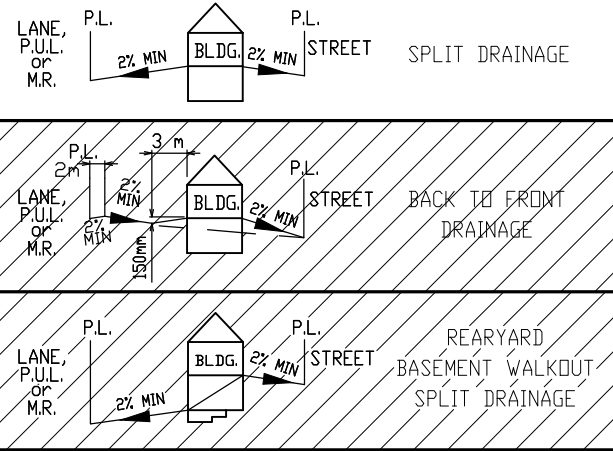 P.L.
P.L.
LANE,
P.U.L.
or
M.R.
2% MIN
BLDG.
2% MIN
STREET
SPLIT DRAINAGE
3 m
P.L.
2m
P.L.
2%
MIN
LANE,
P.U.L.
or
M.R.
2%
MIN
BLDG.
2% MIN
STREET
150mm
BACK TO FRONT
DRAINAGE
P.L.
P.L.
LANE,
P.U.L.
or
M.R.
BLDG.
2% MIN
STREET
2% MIN
REARYARD
BASEMENT WALKOUT
SPLIT DRAINAGE